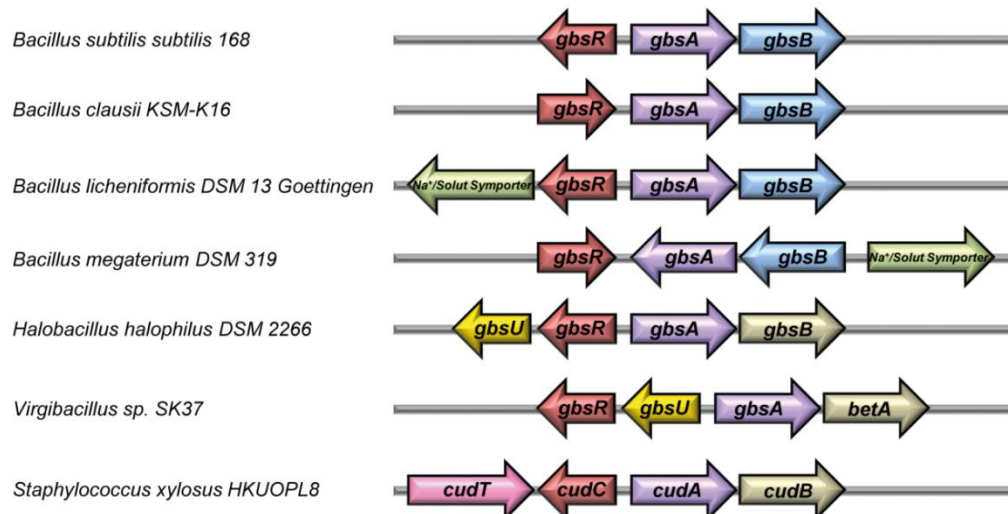 Bacillus subtilis subtilis 168 gbsR gbsA gbsB
Bacillus clausii KSM-K16 gbsR gbsA gbsB
Bacillus licheniformis DSM 13 Goettingen Na⁺/Solut Symporter gbsR gbsA gbsB
Bacillus megaterium DSM 319 gbsR gbsA gbsB Na⁺/Solut Symporter
Halobacillus halophilus DSM 2266 gbsU gbsR gbsA gbsB
Virgibacillus sp. SK37 gbsR gbsU gbsA betA
Staphylococcus xylosus HKUOPL8 cudT cudC cudA cudB